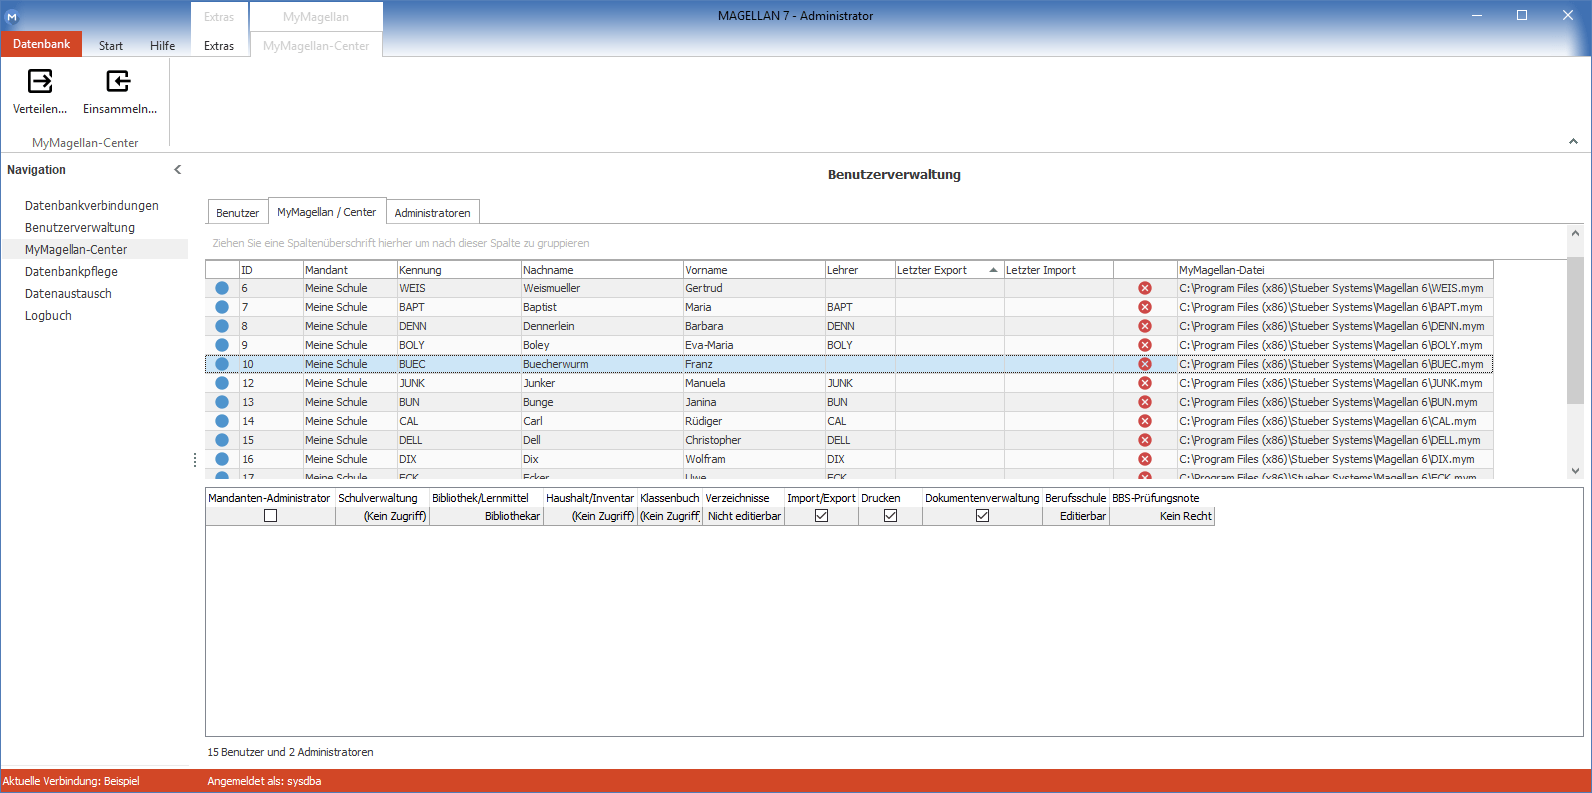 M
Extras
MyMagellan
MAGELLAN 7 - Administrator
Datenbank
Start
Hilfe
Extras
MyMagellan-Center
Verteilen...
Einsammeln...
MyMagellan-Center
Navigation
Datenbankverbindungen
Benutzerverwaltung
MyMagellan-Center
Datenbankpflege
Datenaustausch
Logbuch
Benutzerverwaltung
Benutzer
MyMagellan / Center
Administratoren
Ziehen Sie eine Spaltenüberschrift hierher um nach dieser Spalte zu gruppieren
ID Mandant Kennung Nachname Vorname Lehrer Letzter Export Letzter Import MyMagellan-Datei
6 Meine Schule WEIS Weismueller Gertrud C:\Program Files (x86)\Stueber Systems\Magellan 6\WEIS.mym
7 Meine Schule BAPT Baptist Maria BAPT C:\Program Files (x86)\Stueber Systems\Magellan 6\BAPT.mym
8 Meine Schule DENN Dennerlein Barbara DENN C:\Program Files (x86)\Stueber Systems\Magellan 6\DENN.mym
9 Meine Schule BOLY Boley Eva-Maria BOLY C:\Program Files (x86)\Stueber Systems\Magellan 6\BOLY.mym
10 Meine Schule BUEC Buecherwurm Franz C:\Program Files (x86)\Stueber Systems\Magellan 6\BUEC.mym
12 Meine Schule JUNK Junker Manuela JUNK C:\Program Files (x86)\Stueber Systems\Magellan 6\JUNK.mym
13 Meine Schule BUN Bunge Janina BUN C:\Program Files (x86)\Stueber Systems\Magellan 6\BUN.mym
14 Meine Schule CAL Carl Rüdiger CAL C:\Program Files (x86)\Stueber Systems\Magellan 6\CAL.mym
15 Meine Schule DELL Dell Christopher DELL C:\Program Files (x86)\Stueber Systems\Magellan 6\DELL.mym
16 Meine Schule DIX Dix Wolfram DIX C:\Program Files (x86)\Stueber Systems\Magellan 6\DIX.mym
17 Meine Schule ECK Ecker Uwe ECK C:\Program Files (x86)\Stueber Systems\Magellan 6\ECK.mym
Mandanten-Administrator Schulverwaltung Bibliothek/Lernmittel Haushalt/Inventar Klassenbuch Verzeichnisse Import/Export Drucken Dokumentenverwaltung Berufsschule BBS-Prüfungsnote
(Kein Zugriff) Bibliothekar (Kein Zugriff) (Kein Zugriff) Nicht editierbar Editierbar Kein Recht
15 Benutzer und 2 Administratoren
Aktuelle Verbindung: Beispiel
Angemeldet als: sysdba